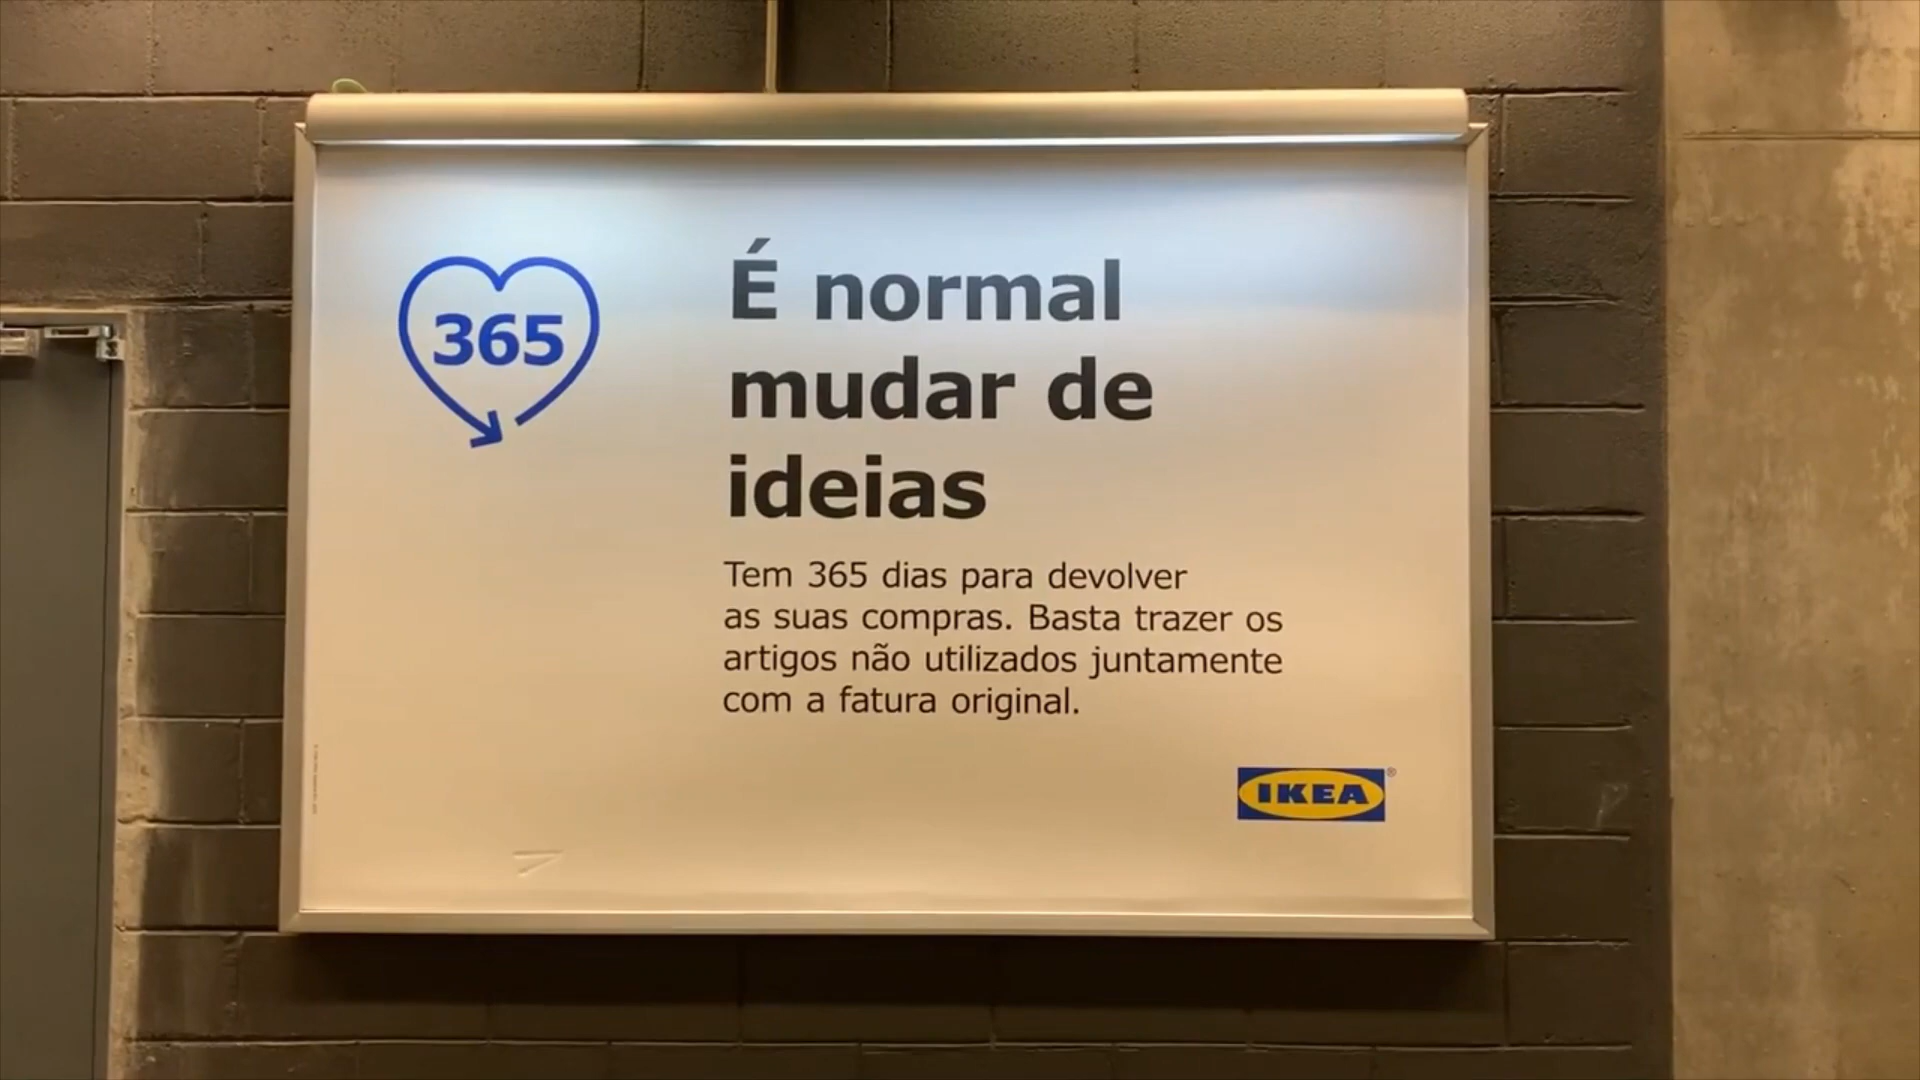 365
É normal
mudar de
ideias
Tem 365 dias para devolver
as suas compras. Basta trazer os
artigos não utilizados juntamente
com a fatura original.
IKEA®